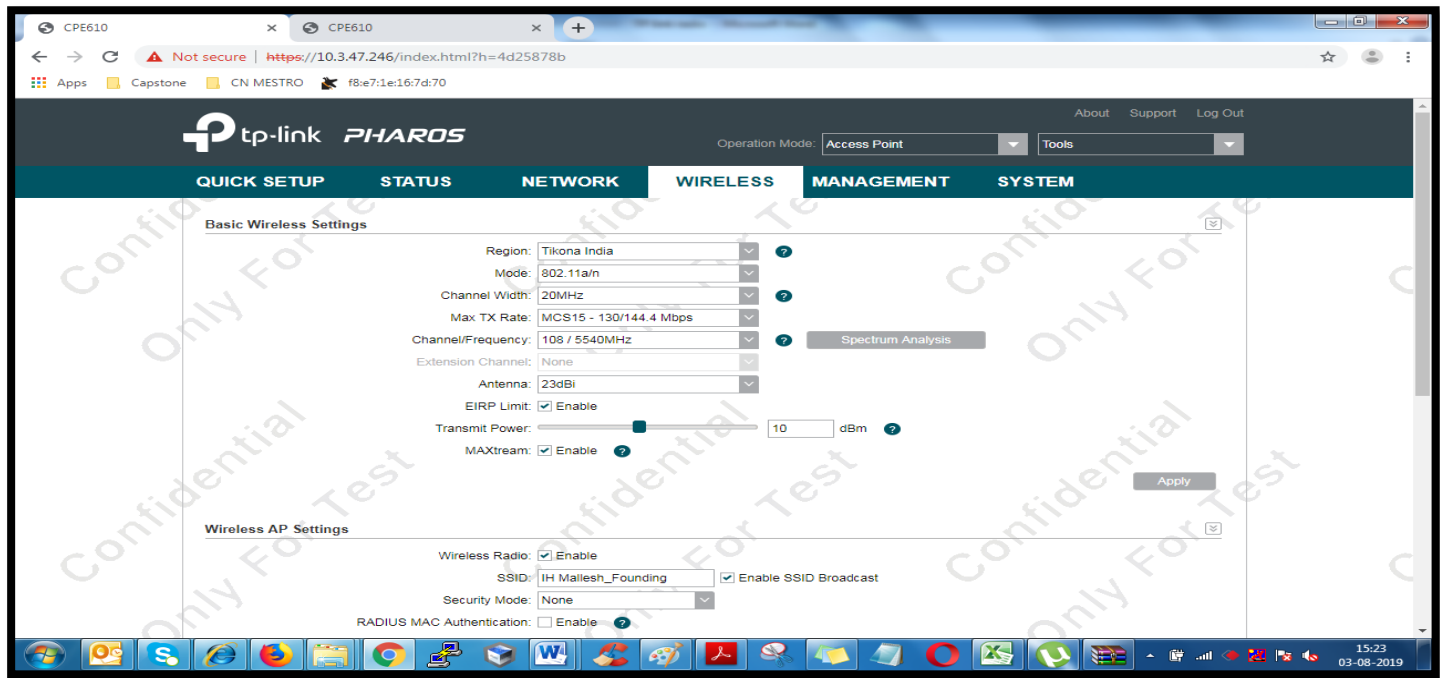 CPE610
CPE610
Not secure | https://10.3.47.246/index.html?h=4d25878b
Apps Capstone CN MESTRO f8:e7:1e:16:7d:70
About Support Log Out
tp-link PHAROS
Operation Mode: Access Point Tools
QUICK SETUP STATUS NETWORK WIRELESS MANAGEMENT SYSTEM
Basic Wireless Settings
Region: Tikona India
Mode: 802.11a/n
Channel Width: 20MHz
Max TX Rate: MCS15 - 130/144.4 Mbps
Channel/Frequency: 108 / 5540MHz Spectrum Analysis
Extension Channel: None
Antenna: 23dBi
EIRP Limit: Enable
Transmit Power: 10 dBm
MAXtream: Enable
Apply
Wireless AP Settings
Wireless Radio: Enable
SSID: IH Mallesh_Founding Enable SSID Broadcast
Security Mode: None
RADIUS MAC Authentication: Enable
Confidential
Only For Test
15:23
03-08-2019